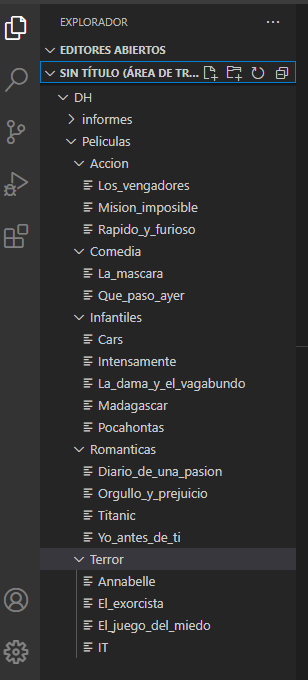 EXPLORADOR ...
EDITORES ABIERTOS
SIN TÍTULO (ÁREA DE TR...
DH
informes
Peliculas
Accion
Los_vengadores
Mision_imposible
Rapido_y_furioso
Comedia
La_mascara
Que_paso_ayer
Infantiles
Cars
Intensamente
La_dama_y_el_vagabundo
Madagascar
Pocahontas
Romanticas
Diario_de_una_pasion
Orgullo_y_prejuicio
Titanic
Yo_antes_de_ti
Terror
Annabelle
El_exorcista
El_juego_del_miedo
IT